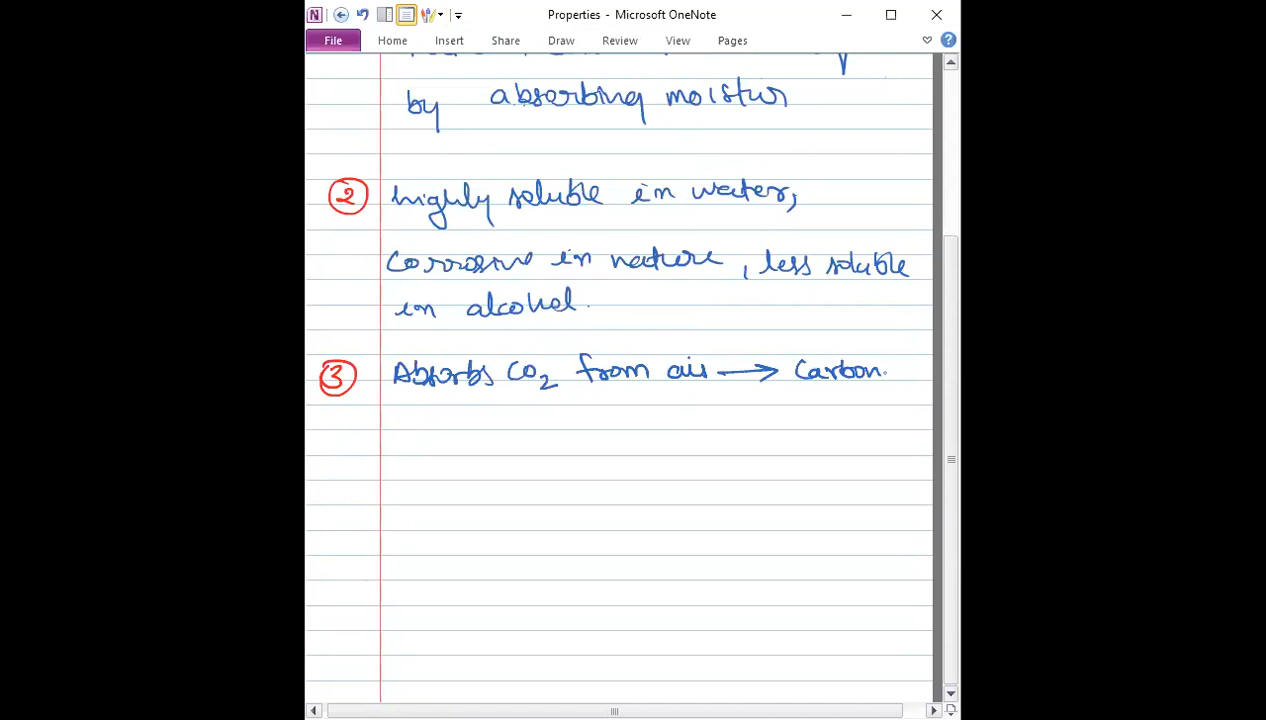 Properties - Microsoft OneNote
File Home Insert Share Draw Review View Pages
by absorbing moistur
2 highly soluble in water,
corrosive in nature, less soluble
in alcohol.
3 Absorbs CO2 from air → Carbon.